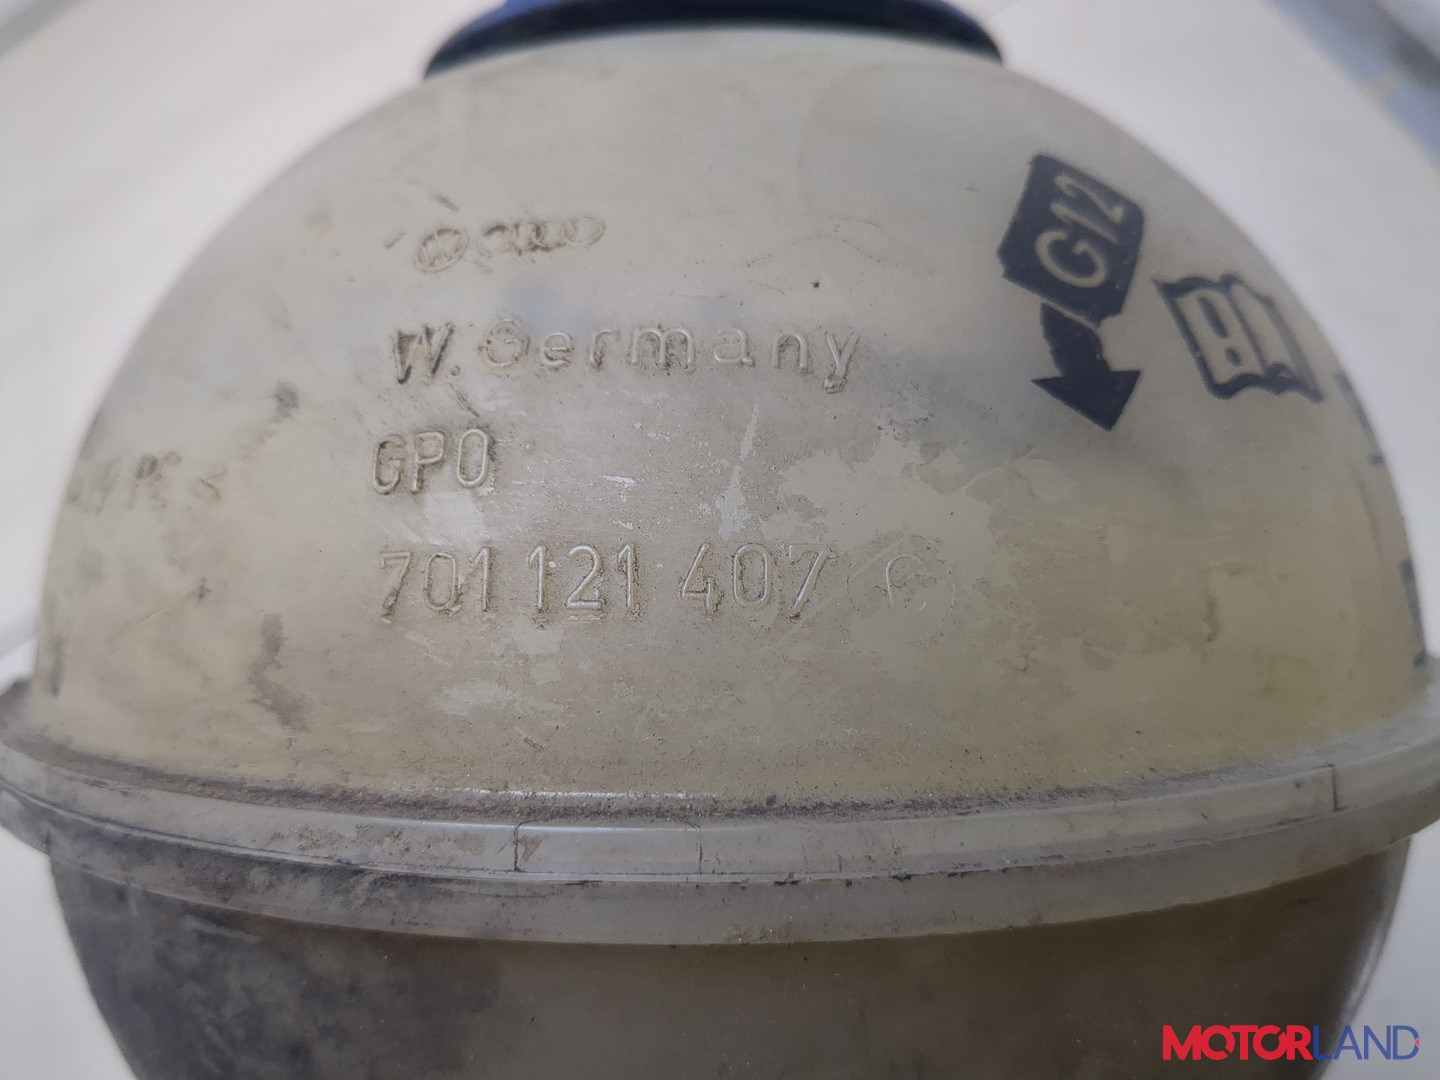 G12
W. Germany
GPO
701 121 407
MOTORLAND